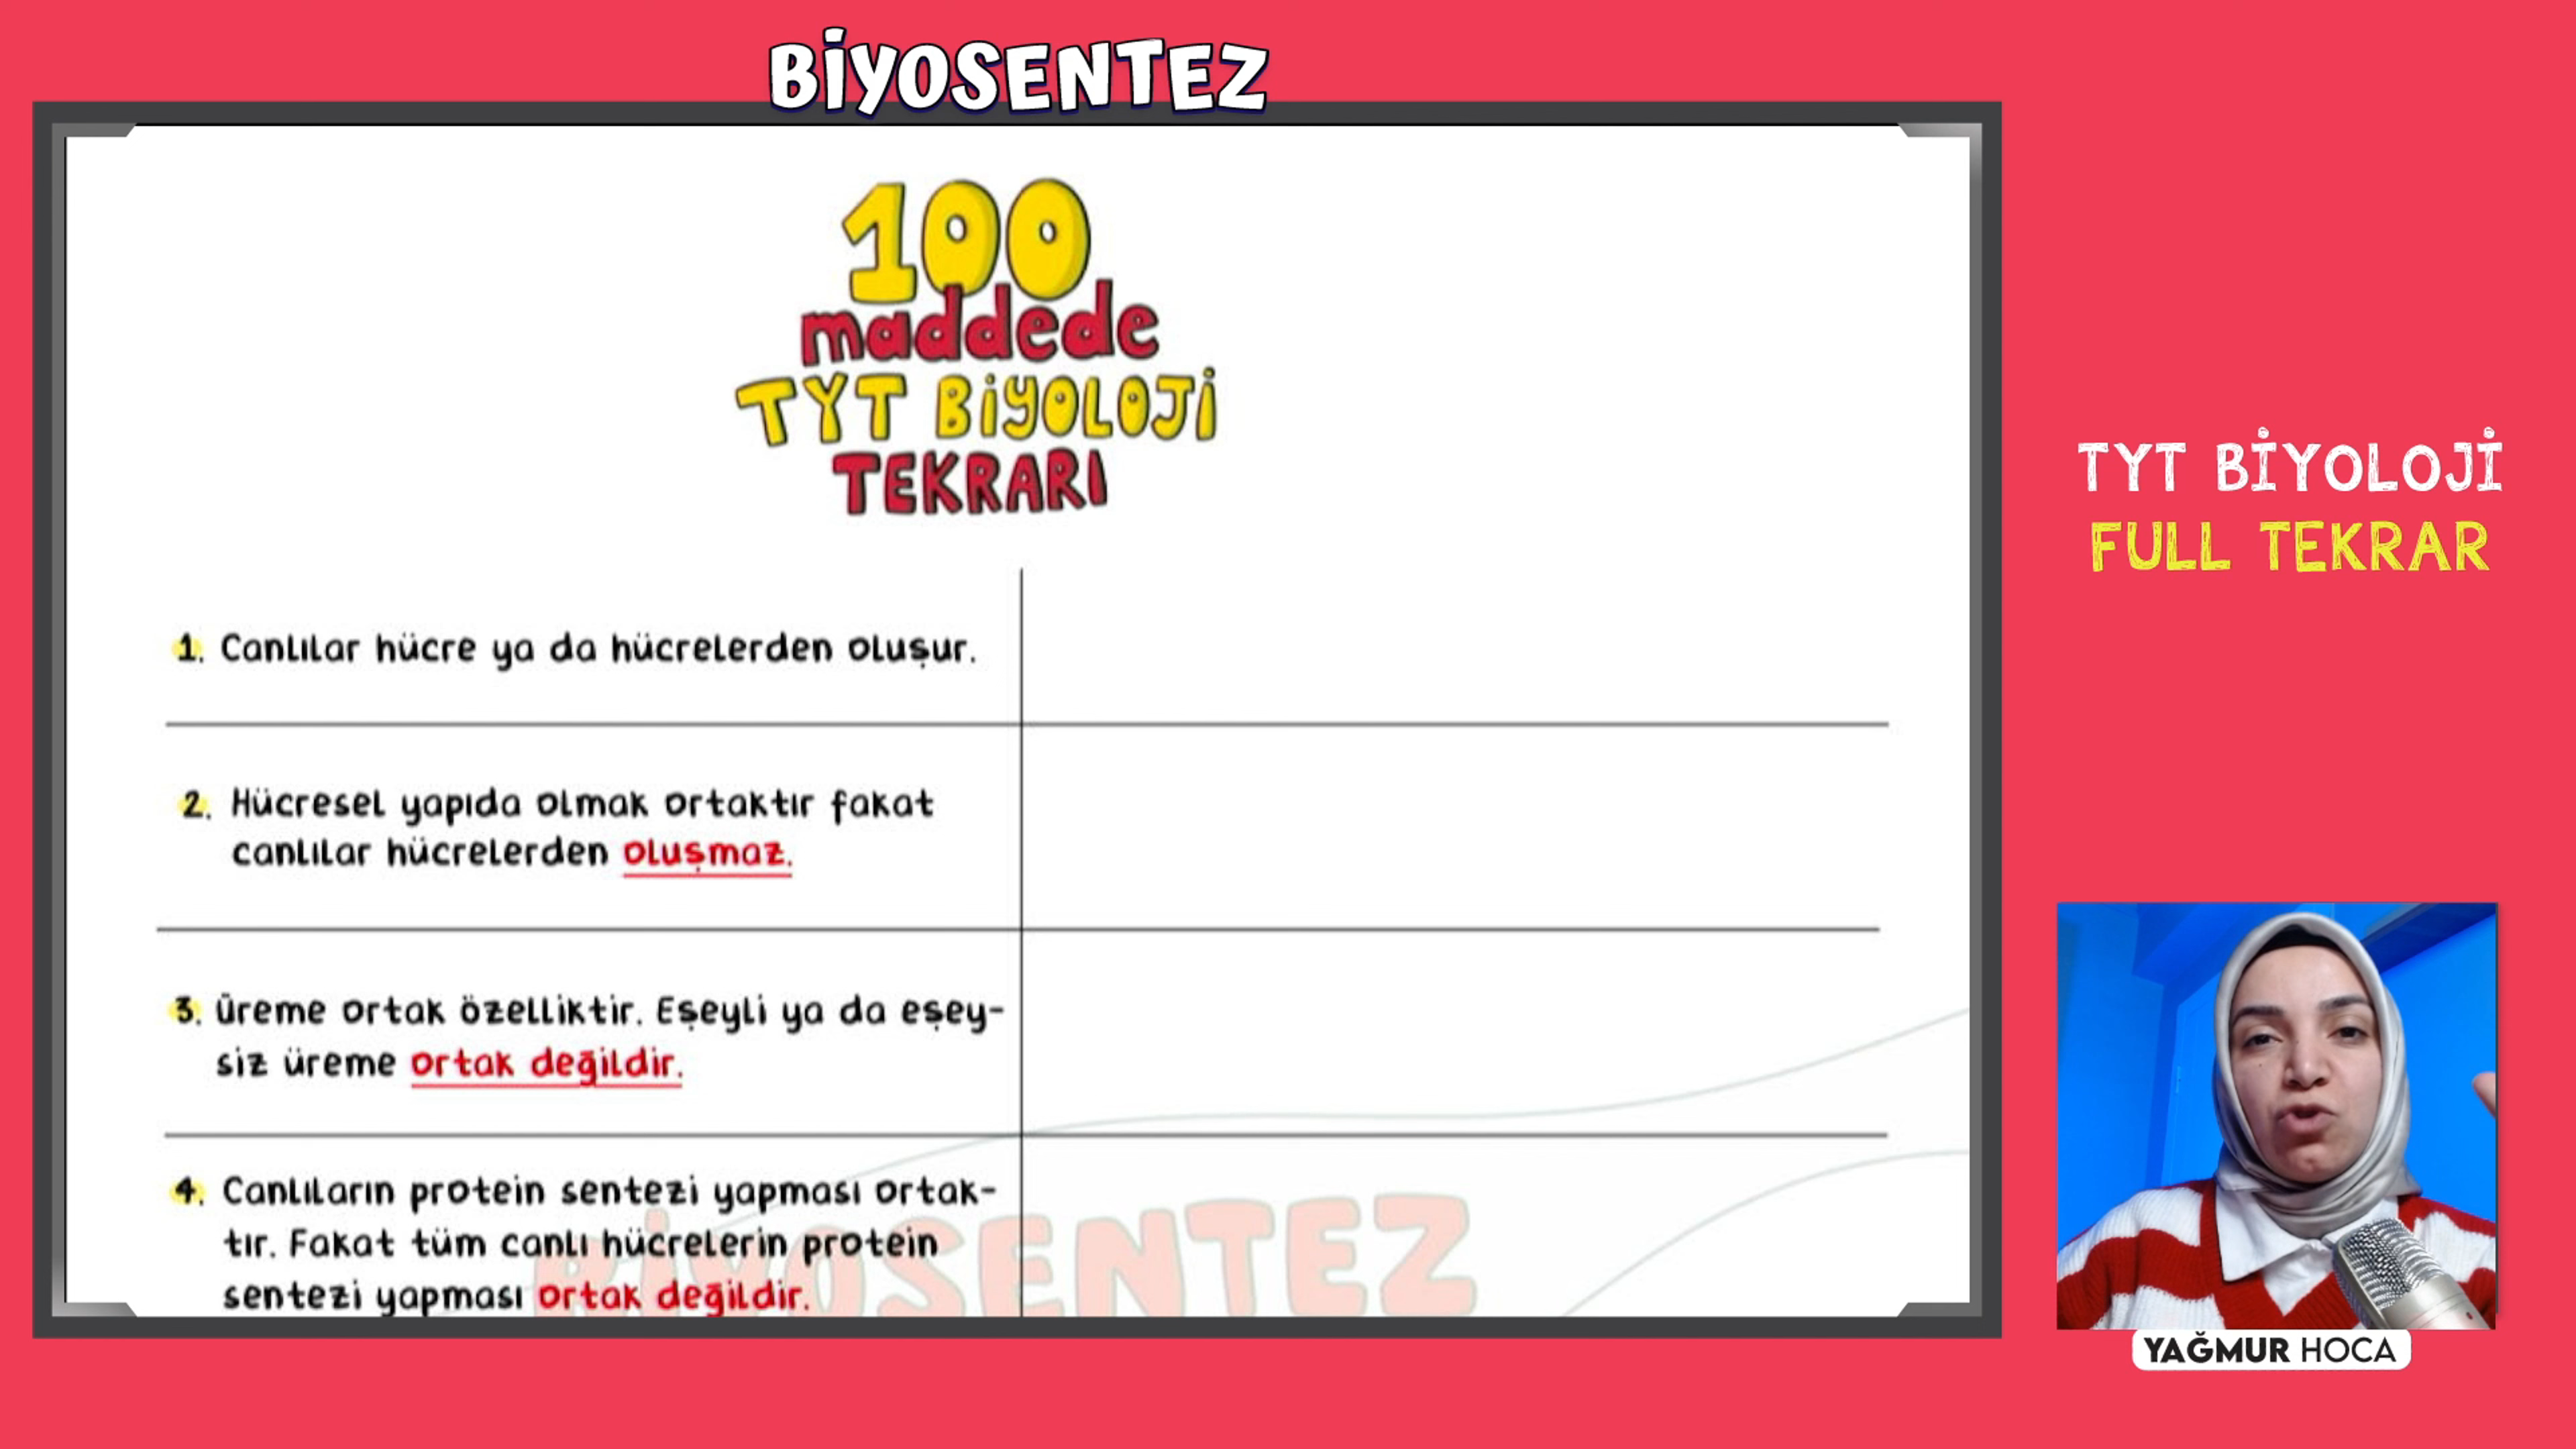 BİYOSENTEZ
100
maddede
TYT BİYOLOJİ
TEKRARI
1. Canlılar hücre ya da hücrelerden oluşur.
2. Hücresel yapıda olmak ortaktır fakat
canlılar hücrelerden oluşmaz.
3. Üreme ortak özelliktir. Eşeyli ya da eşey-
siz üreme ortak değildir.
4. Canlıların protein sentezi yapması ortak-
tır. Fakat tüm canlı hücrelerin protein
sentezi yapması ortak değildir.
BİYOSENTEZ
TYT BİYOLOJİ
FULL TEKRAR
YAĞMUR HOCA